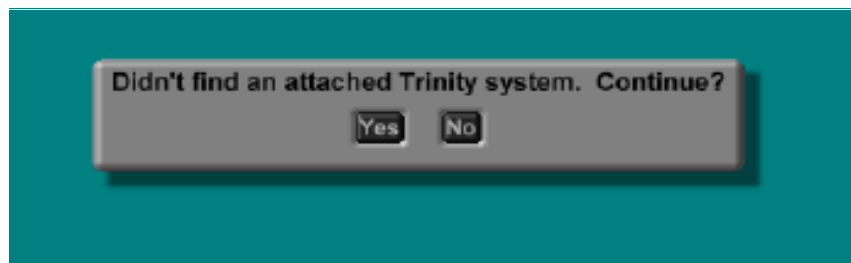 Didn't find an attached Trinity system.  Continue?
Yes No